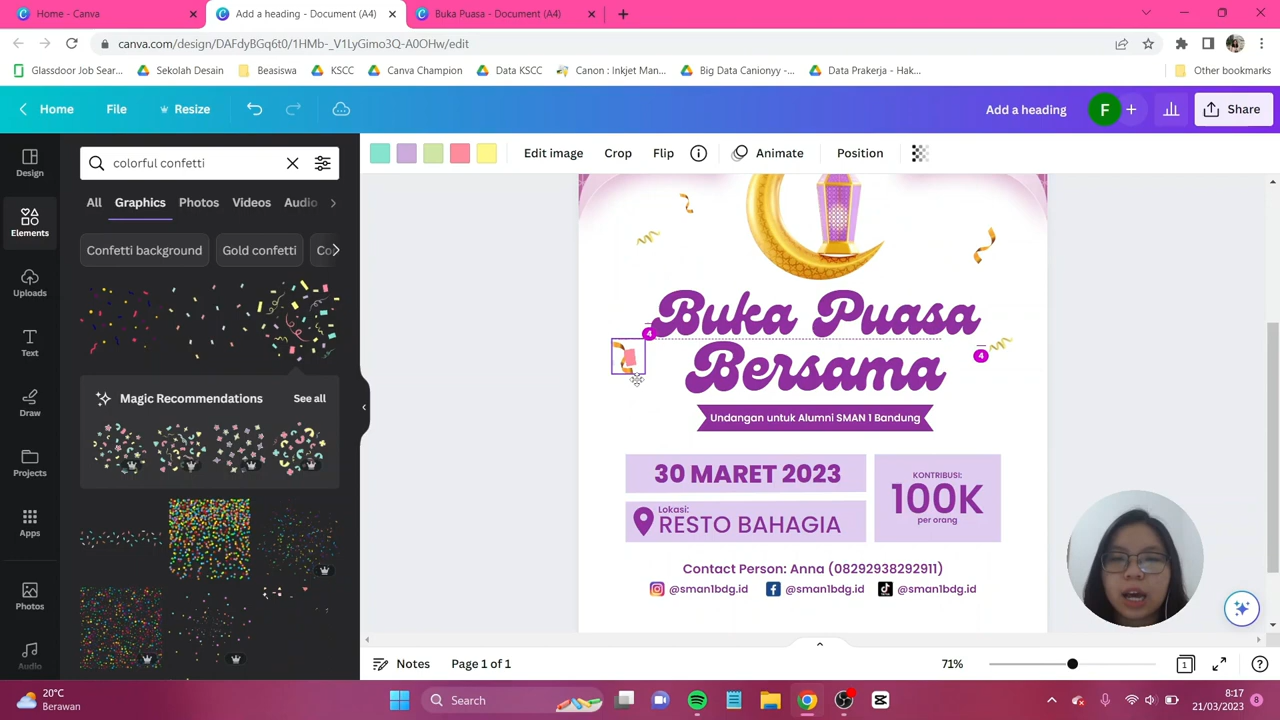 Home - Canva
Add a heading - Document (A4)
Buka Puasa - Document (A4)
canva.com/design/DAFdyBGq6t0/1HMb-_V1LyGimo3Q-A0OHw/edit
Glassdoor Job Sear...
Sekolah Desain
Beasiswa
KSCC
Canva Champion
Data KSCC
Canon : Inkjet Man...
Big Data Canionyy -...
Data Prakerja - Hak...
Other bookmarks
Home
File
Resize
Add a heading
F
Share
Design
Elements
Uploads
Text
Draw
Projects
Apps
Photos
Audio
colorful confetti
All
Graphics
Photos
Videos
Audio
Confetti background
Gold confetti
Co
Magic Recommendations
See all
Edit image
Crop
Flip
Animate
Position
Buka Puasa
Bersama
4
4
Undangan untuk Alumni SMAN 1 Bandung
30 MARET 2023
Lokasi:
RESTO BAHAGIA
KONTRIBUSI:
100K
per orang
Contact Person: Anna (08292938292911)
@sman1bdg.id
@sman1bdg.id
@sman1bdg.id
Notes
Page 1 of 1
71%
1
20°C
Berawan
Search
8:17
21/03/2023